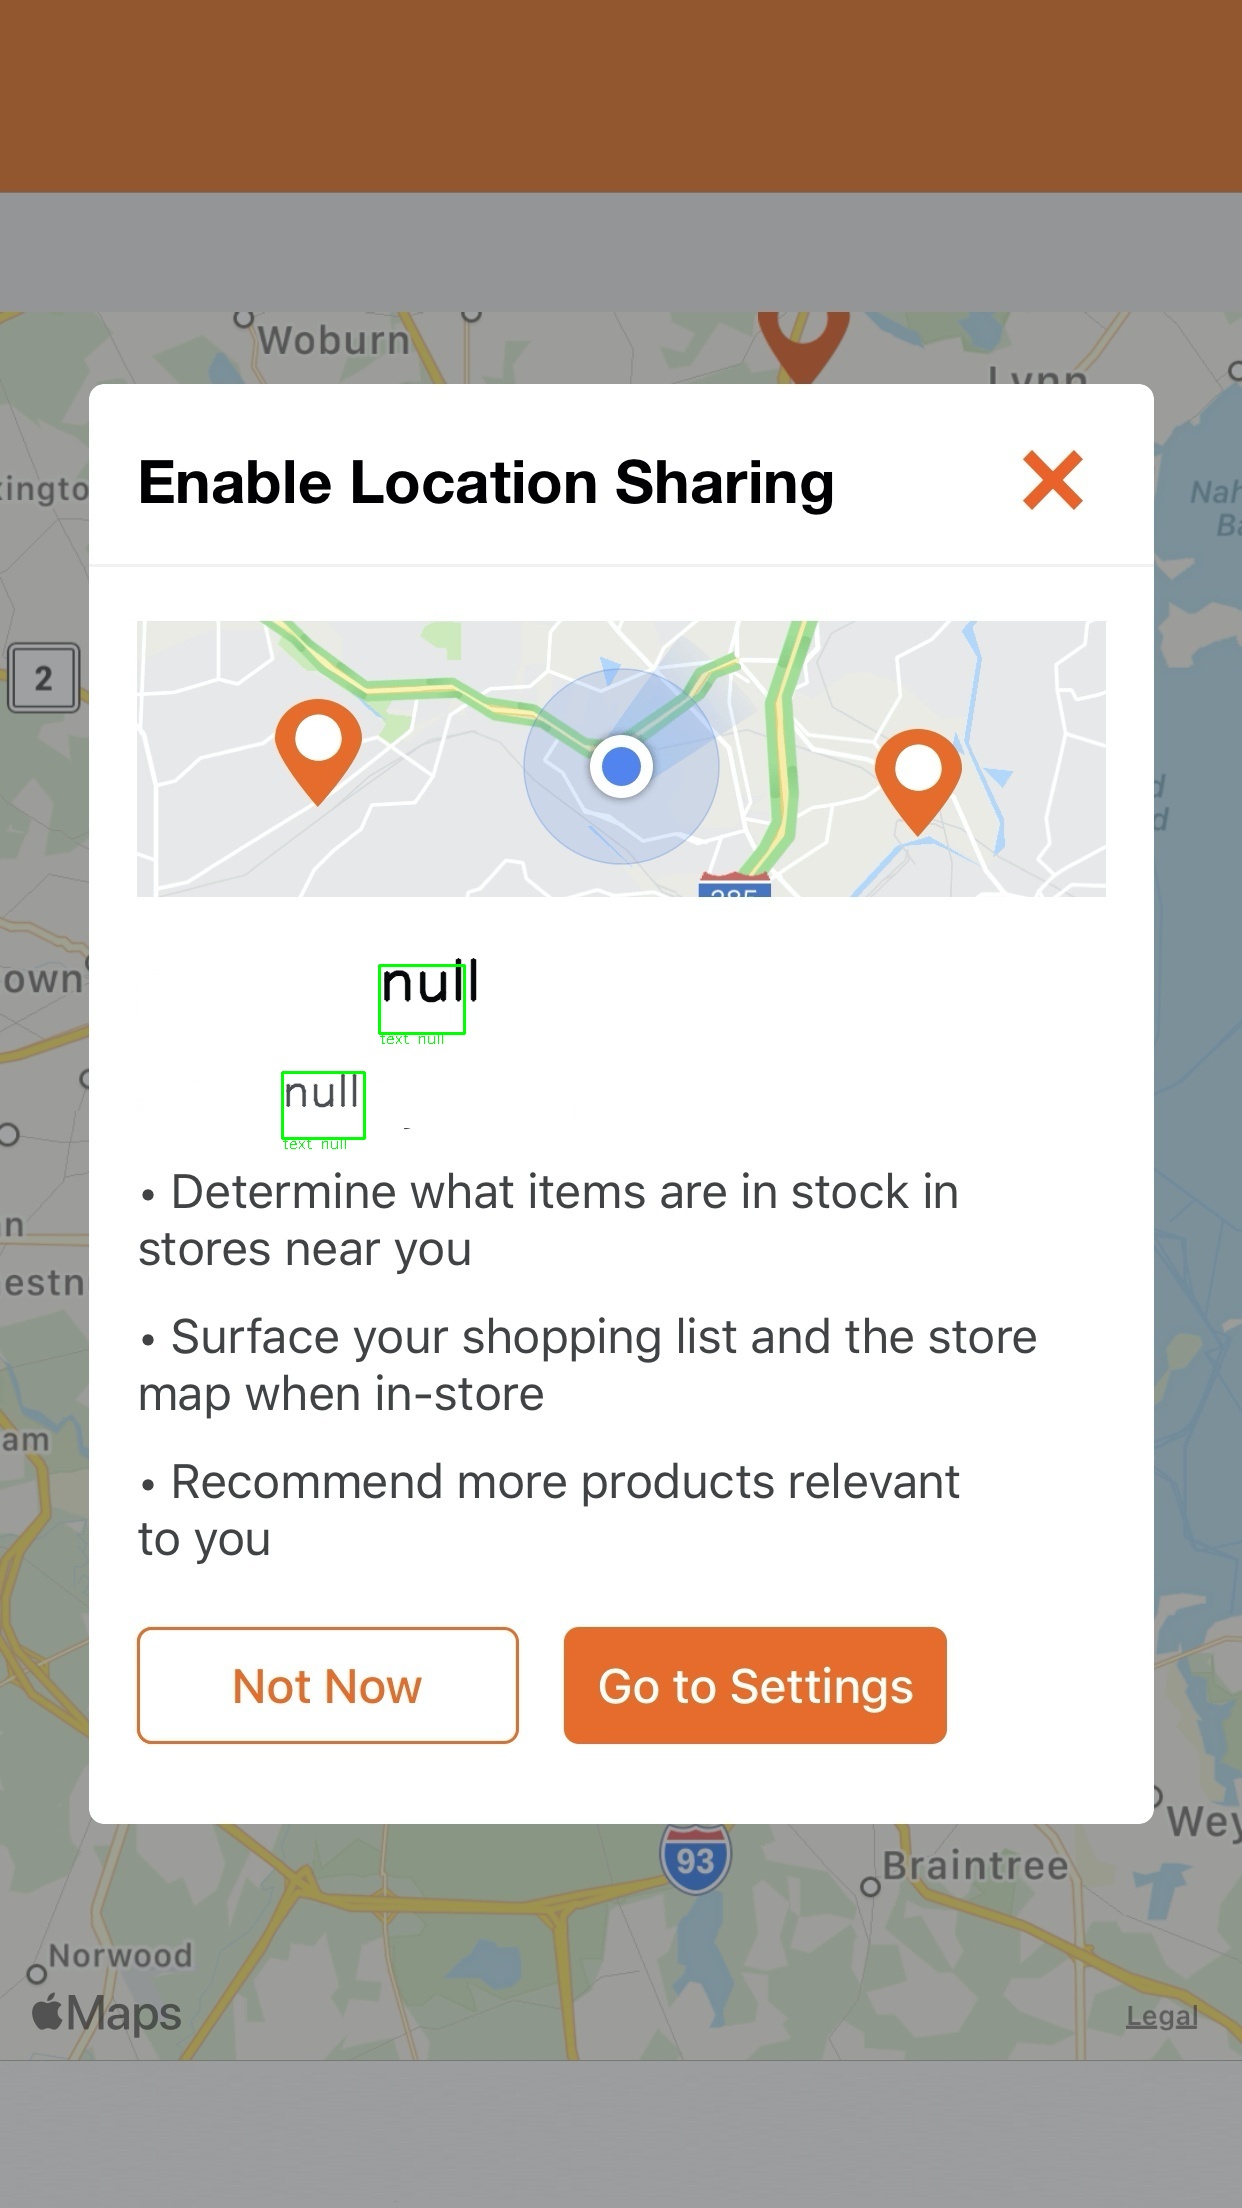 Woburn
Lynn
xingto
Nah
Ba
Enable Location Sharing
2
285
d
d
null
text null
own
null
text null
• Determine what items are in stock in
stores near you
n
estn
• Surface your shopping list and the store
map when in-store
am
• Recommend more products relevant
to you
Not Now
Go to Settings
Wey
93
Braintree
Norwood
Maps
Legal